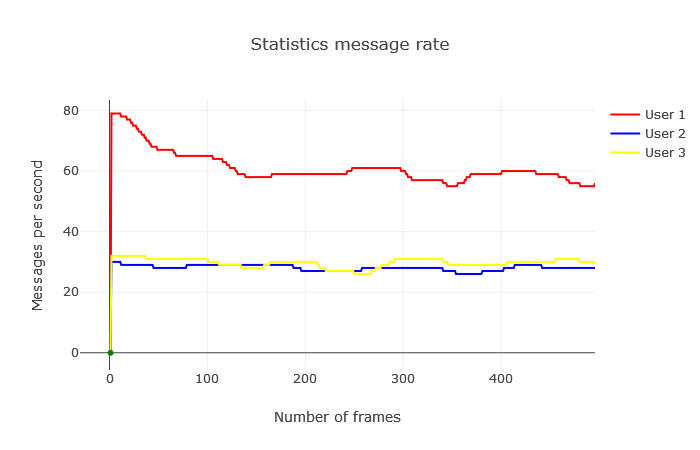 Statistics message rate
Messages per second
80
60
40
20
0
0 100 200 300 400
Number of frames
User 1
User 2
User 3